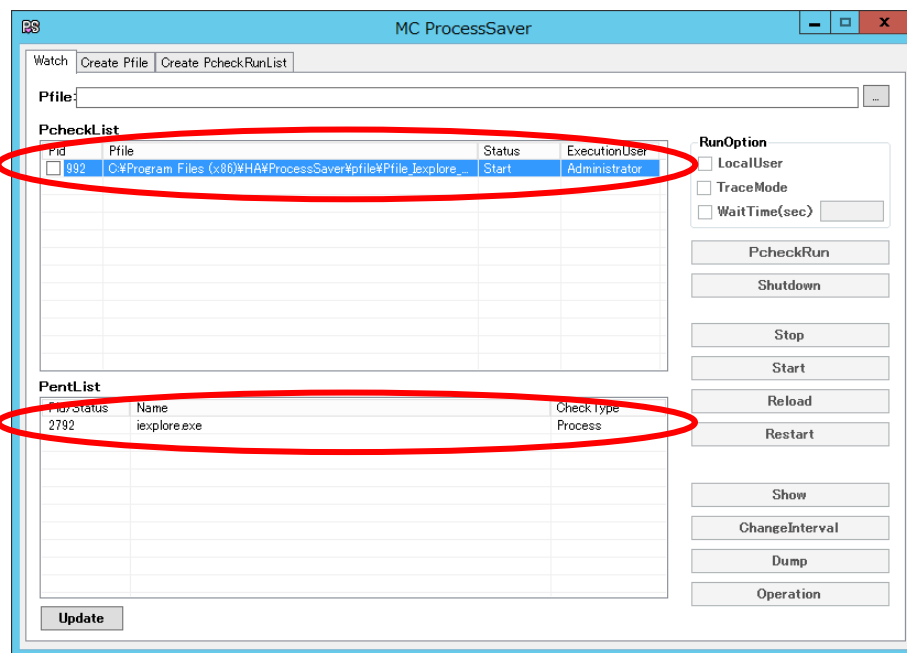 PS MC ProcessSaver
Watch Create Pfile Create PcheckRunList
Pfile: ...
PcheckList
Pid Pfile Status ExecutionUser
992 C:¥Program Files (x86)¥HA¥ProcessSaver¥pfile¥Pfile_Iexplore_... Start Administrator
RunOption
LocalUser
TraceMode
WaitTime(sec)
PcheckRun
Shutdown
Stop
Start
Reload
Restart
Show
ChangeInterval
Dump
Operation
PentList
Pid/Status Name CheckType
2792 iexplore.exe Process
Update